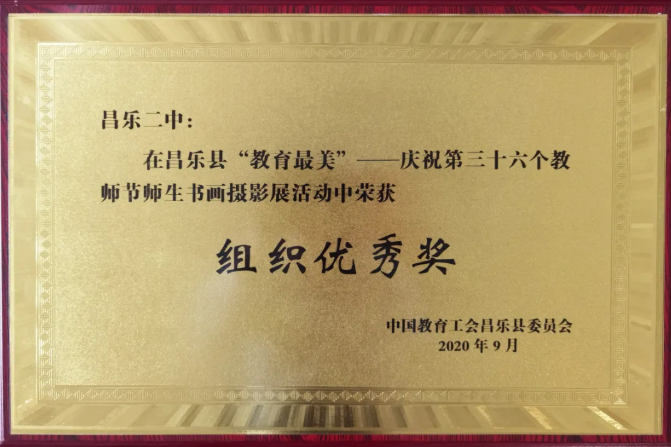 昌乐二中：
在昌乐县“教育最美”——庆祝第三十六个教
师节师生书画摄影展活动中荣获
组织优秀奖
中国教育工会昌乐县委员会
2020年9月